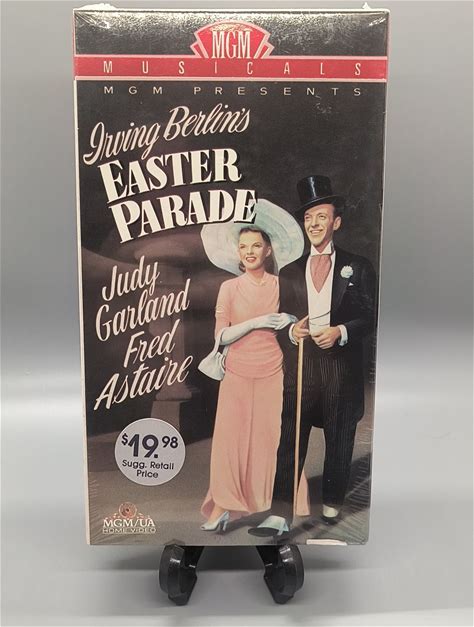 MGM
MUSICALS
MGM PRESENTS
Irving Berlin's
EASTER
PARADE
Judy
Garland
Fred
Astaire
$19.98
Sugg. Retail
Price
MGM/UA
HOME VIDEO